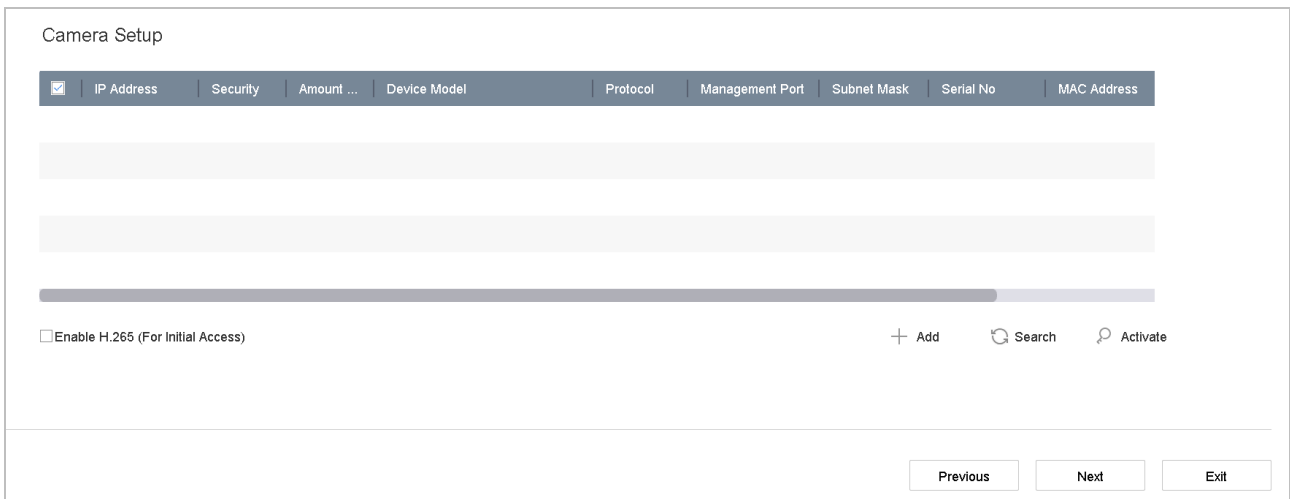 Camera Setup
IP Address Security Amount ... Device Model Protocol Management Port Subnet Mask Serial No MAC Address
Enable H.265 (For Initial Access) Add Search Activate
Previous Next Exit